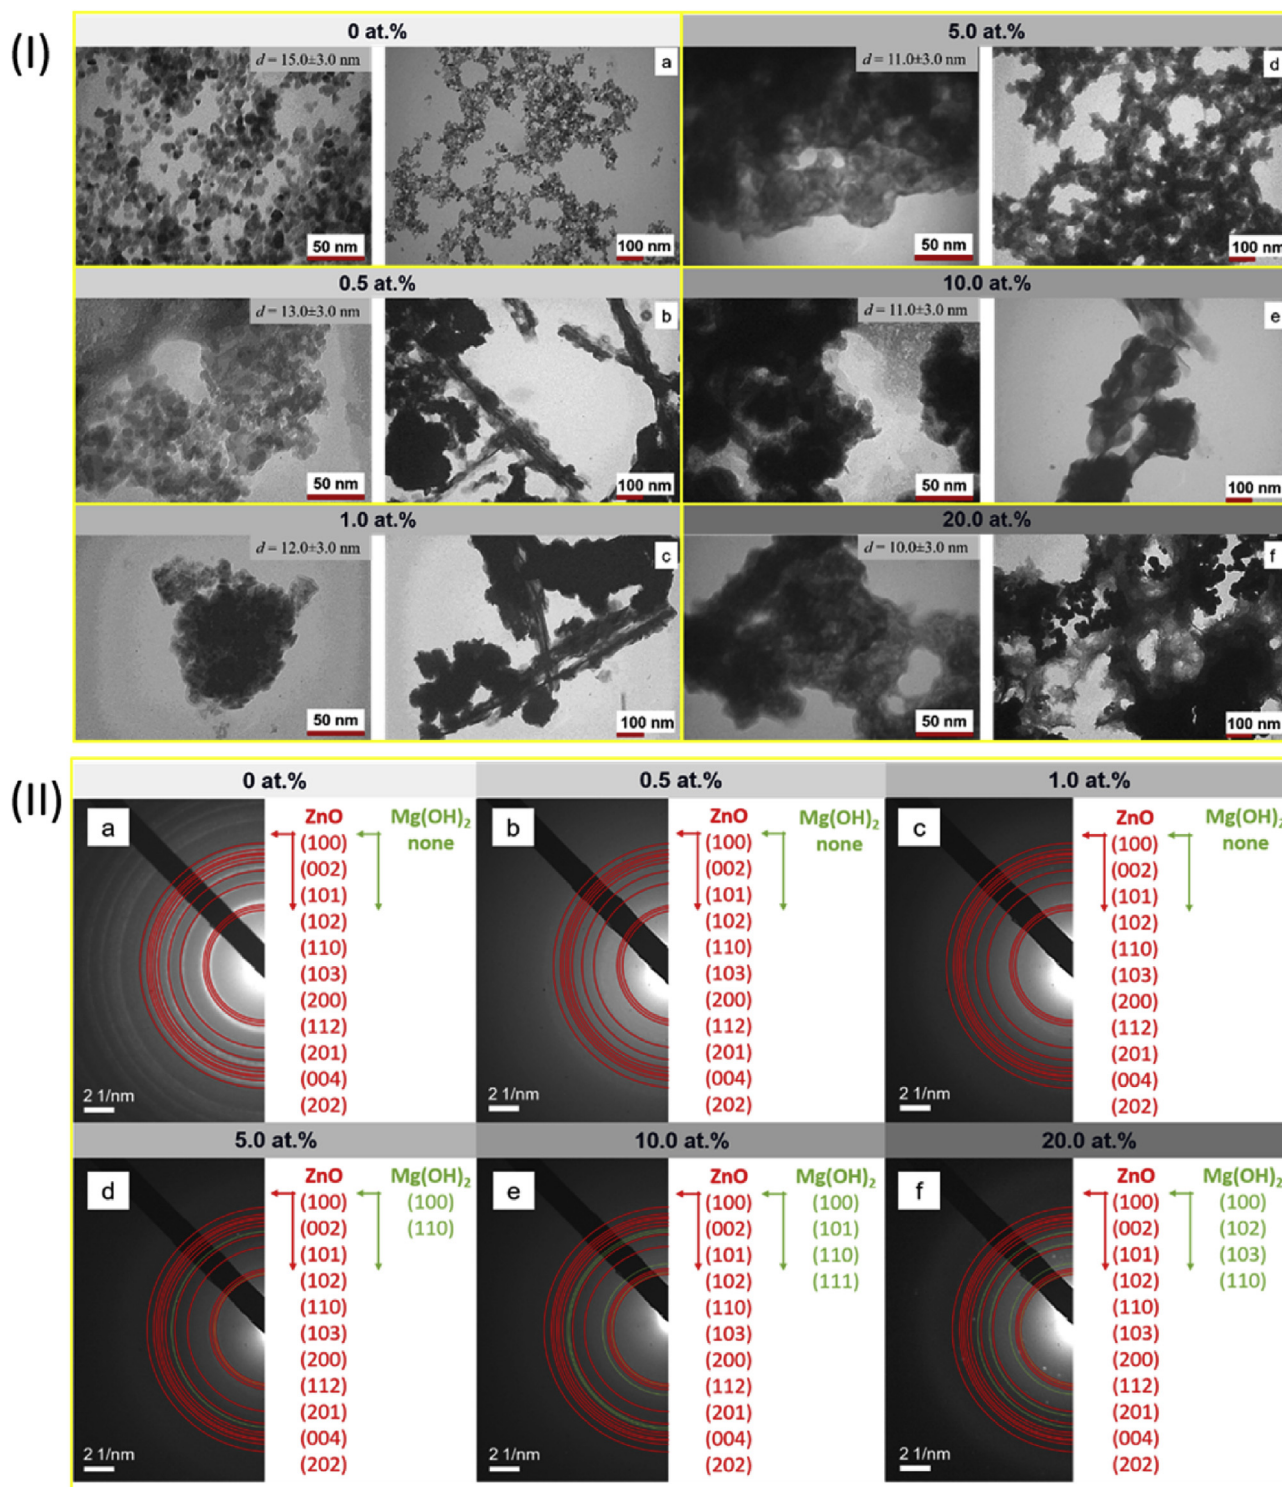 (I)
0 at.%
5.0 at.%
d = 15.0±3.0 nm
a
50 nm
100 nm
d = 11.0±3.0 nm
d
50 nm
100 nm
0.5 at.%
10.0 at.%
d = 13.0±3.0 nm
b
50 nm
100 nm
d = 11.0±3.0 nm
e
50 nm
100 nm
1.0 at.%
20.0 at.%
d = 12.0±3.0 nm
c
50 nm
100 nm
d = 10.0±3.0 nm
f
50 nm
100 nm
(II)
0 at.%
a
2 1/nm
ZnO
(100)
(002)
(101)
(102)
(110)
(103)
(200)
(112)
(201)
(004)
(202)
Mg(OH)₂
none
0.5 at.%
b
2 1/nm
ZnO
(100)
(002)
(101)
(102)
(110)
(103)
(200)
(112)
(201)
(004)
(202)
Mg(OH)₂
none
1.0 at.%
c
2 1/nm
ZnO
(100)
(002)
(101)
(102)
(110)
(103)
(200)
(112)
(201)
(004)
(202)
Mg(OH)₂
none
5.0 at.%
d
2 1/nm
ZnO
(100)
(002)
(101)
(102)
(110)
(103)
(200)
(112)
(201)
(004)
(202)
Mg(OH)₂
(100)
(110)
10.0 at.%
e
2 1/nm
ZnO
(100)
(002)
(101)
(102)
(110)
(103)
(200)
(112)
(201)
(004)
(202)
Mg(OH)₂
(100)
(101)
(110)
(111)
20.0 at.%
f
2 1/nm
ZnO
(100)
(002)
(101)
(102)
(110)
(103)
(200)
(112)
(201)
(004)
(202)
Mg(OH)₂
(100)
(102)
(103)
(110)